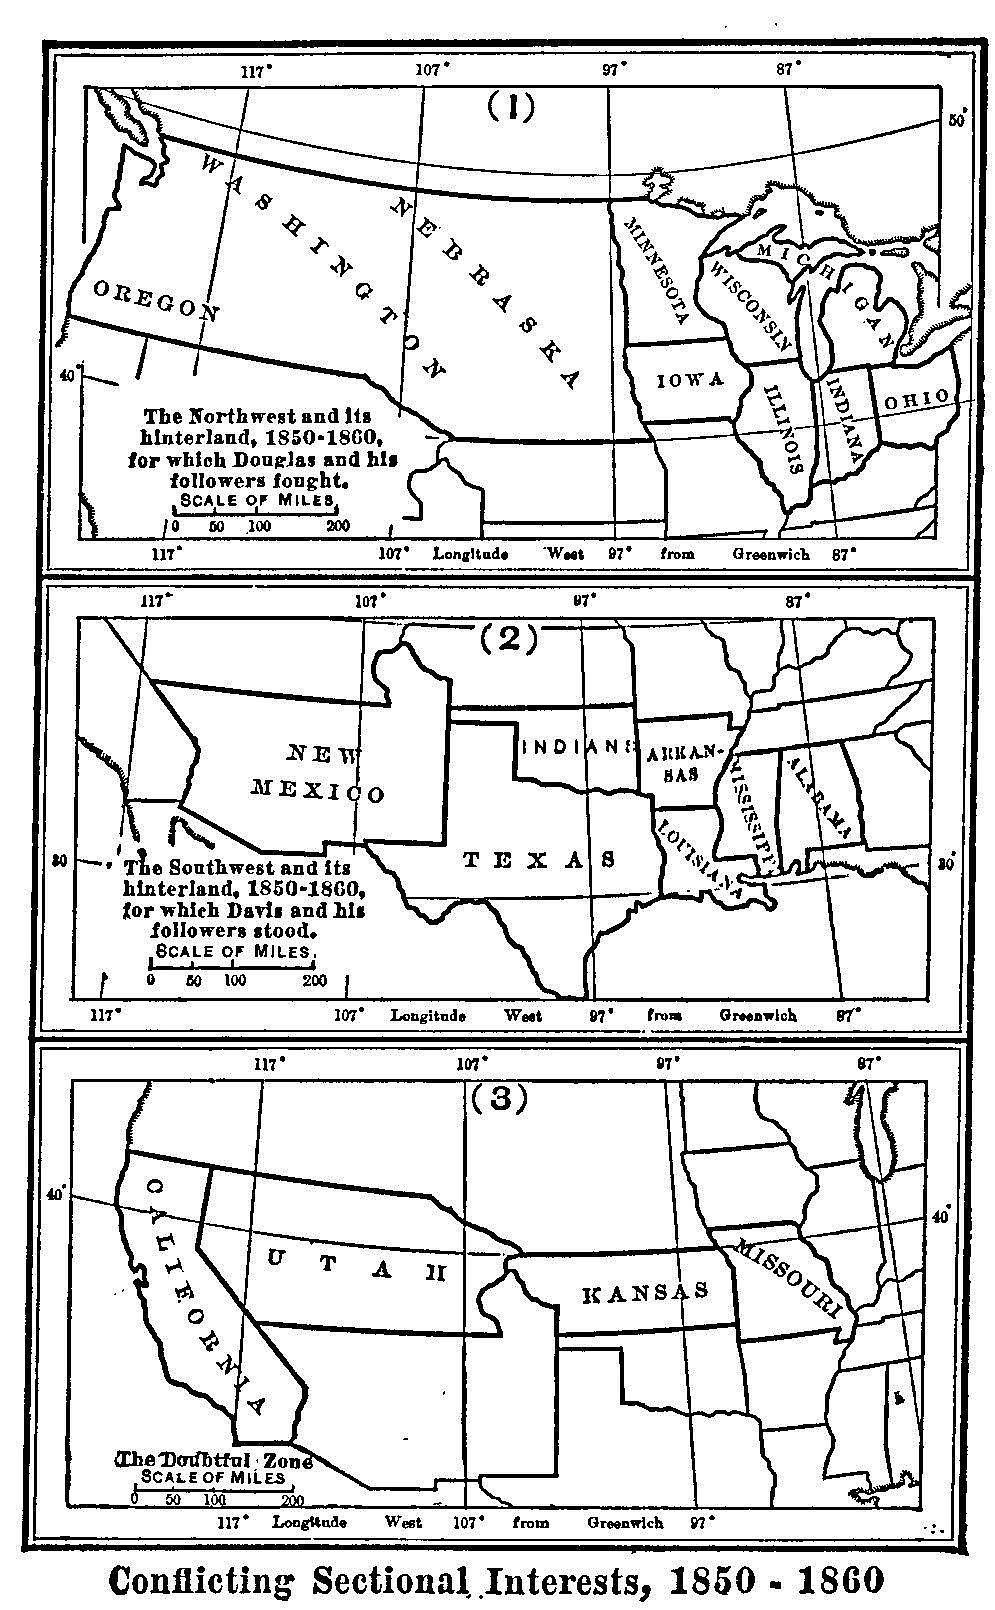 117° 107° 97° 87°
(1)
50°
WASHINGTON
NEBRASKA
MINNESOTA
MICHIGAN
WISCONSIN
OREGON
40°
IOWA
ILLINOIS
INDIANA
OHIO
The Northwest and its
hinterland, 1850-1860,
for which Douglas and his
followers fought.
SCALE OF MILES
0 50 100 200
117° 107° Longitude West 97° from Greenwich 87°
117° 107° 97° 87°
(2)
NEW
MEXICO
INDIANS
ARKAN-
SAS
MISSISSIPPI
ALABAMA
TEXAS
LOUISIANA
30° 30°
The Southwest and its
hinterland, 1850-1860,
for which Davis and his
followers stood.
SCALE OF MILES.
0 50 100 200
117° 107° Longitude West 97° from Greenwich 87°
117° 107° 97° 87°
(3)
40° 40°
CALIFORNIA
UTAH
KANSAS
MISSOURI
The Doubtful Zone
SCALE OF MILES
0 50 100 200
117° Longitude West 107° from Greenwich 97°
Conflicting Sectional Interests, 1850 - 1860